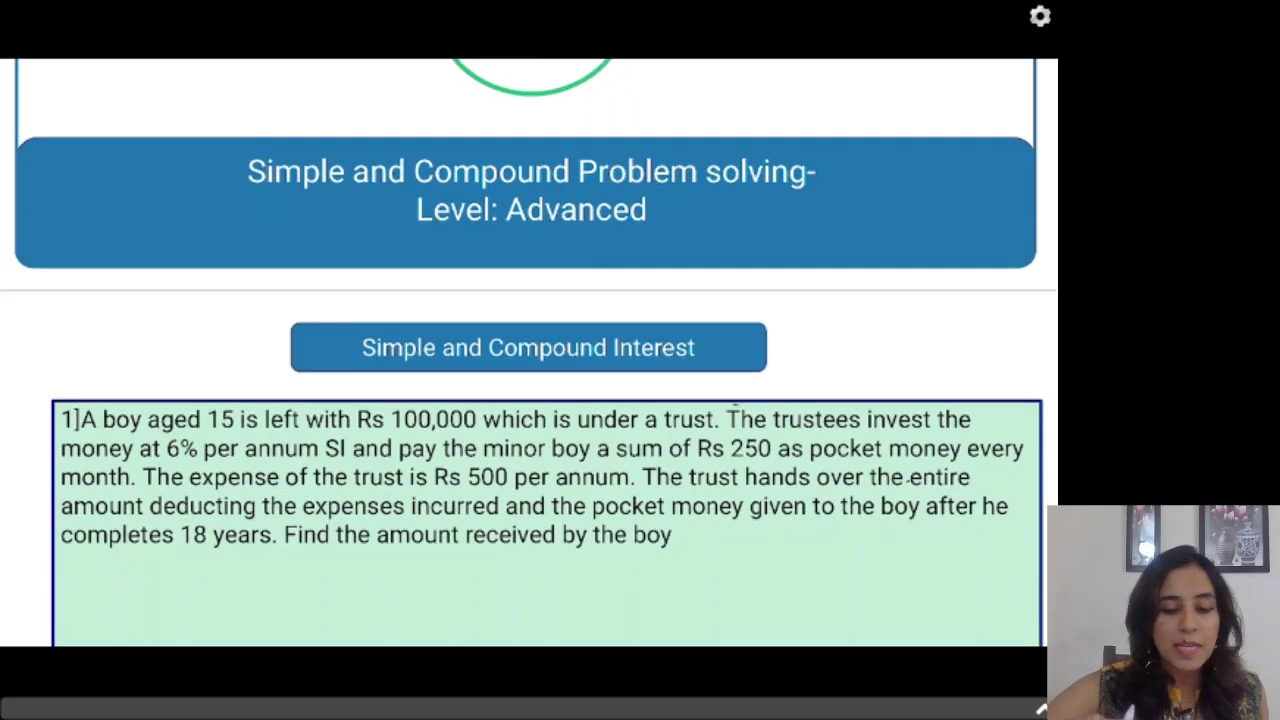 Simple and Compound Problem solving-
Level: Advanced
Simple and Compound Interest
1]A boy aged 15 is left with Rs 100,000 which is under a trust. The trustees invest the
money at 6% per annum SI and pay the minor boy a sum of Rs 250 as pocket money every
month. The expense of the trust is Rs 500 per annum. The trust hands over the entire
amount deducting the expenses incurred and the pocket money given to the boy after he
completes 18 years. Find the amount received by the boy